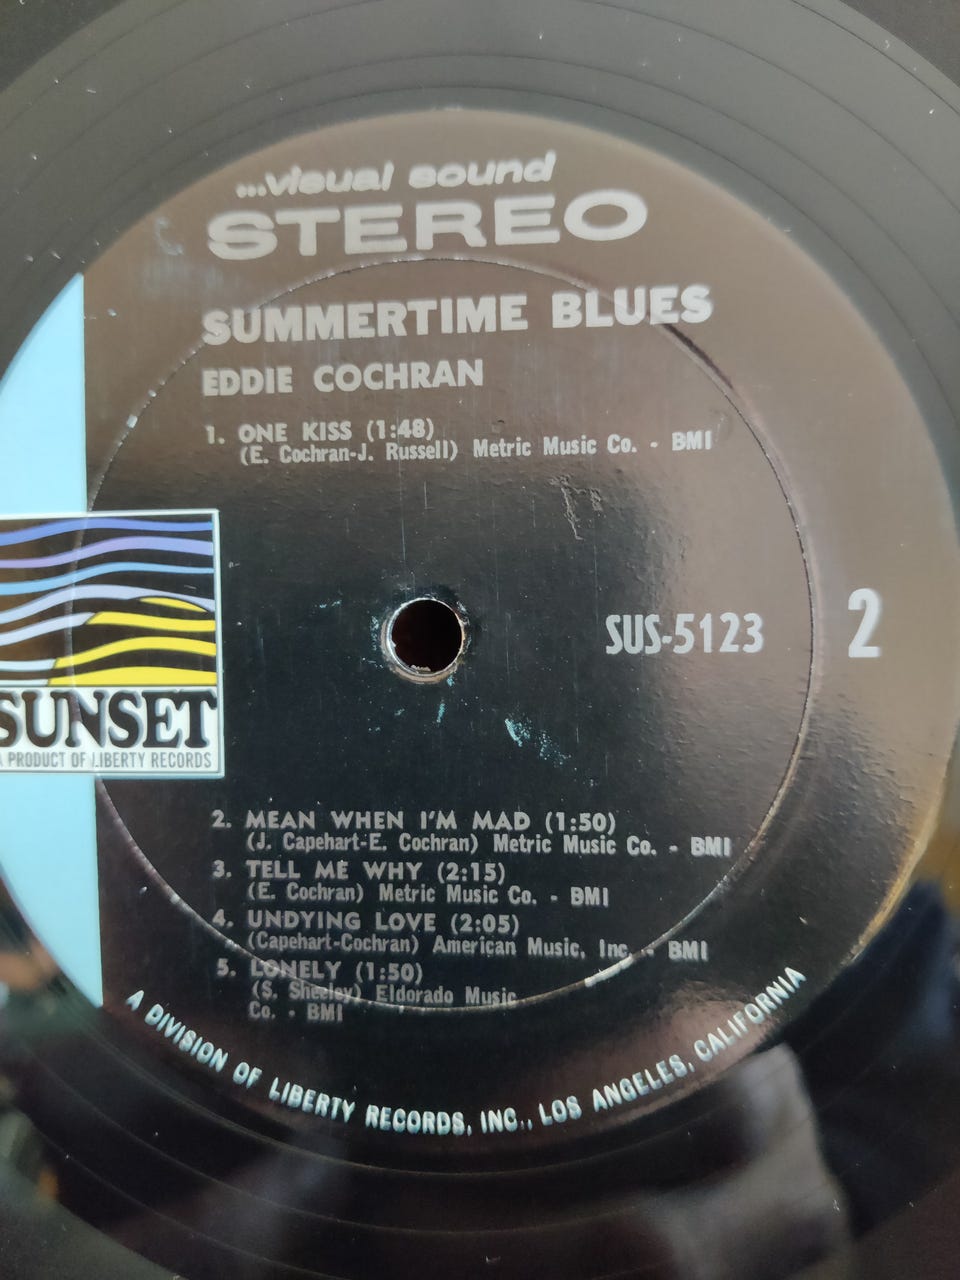 ...visual sound
STEREO
SUMMERTIME BLUES
EDDIE COCHRAN
1. ONE KISS (1:48)
(E. Cochran-J. Russell) Metric Music Co. - BMI
SUS-5123
2
SUNSET
A PRODUCT OF LIBERTY RECORDS
2. MEAN WHEN I'M MAD (1:50)
(J. Capehart-E. Cochran) Metric Music Co. - BMI
3. TELL ME WHY (2:15)
(E. Cochran) Metric Music Co. - BMI
4. UNDYING LOVE (2:05)
(Capehart-Cochran) American Music, Inc. - BMI
5. LONELY (1:50)
(S. Sheeley) Eldorado Music
Co. - BMI
A DIVISION OF LIBERTY RECORDS, INC., LOS ANGELES, CALIFORNIA